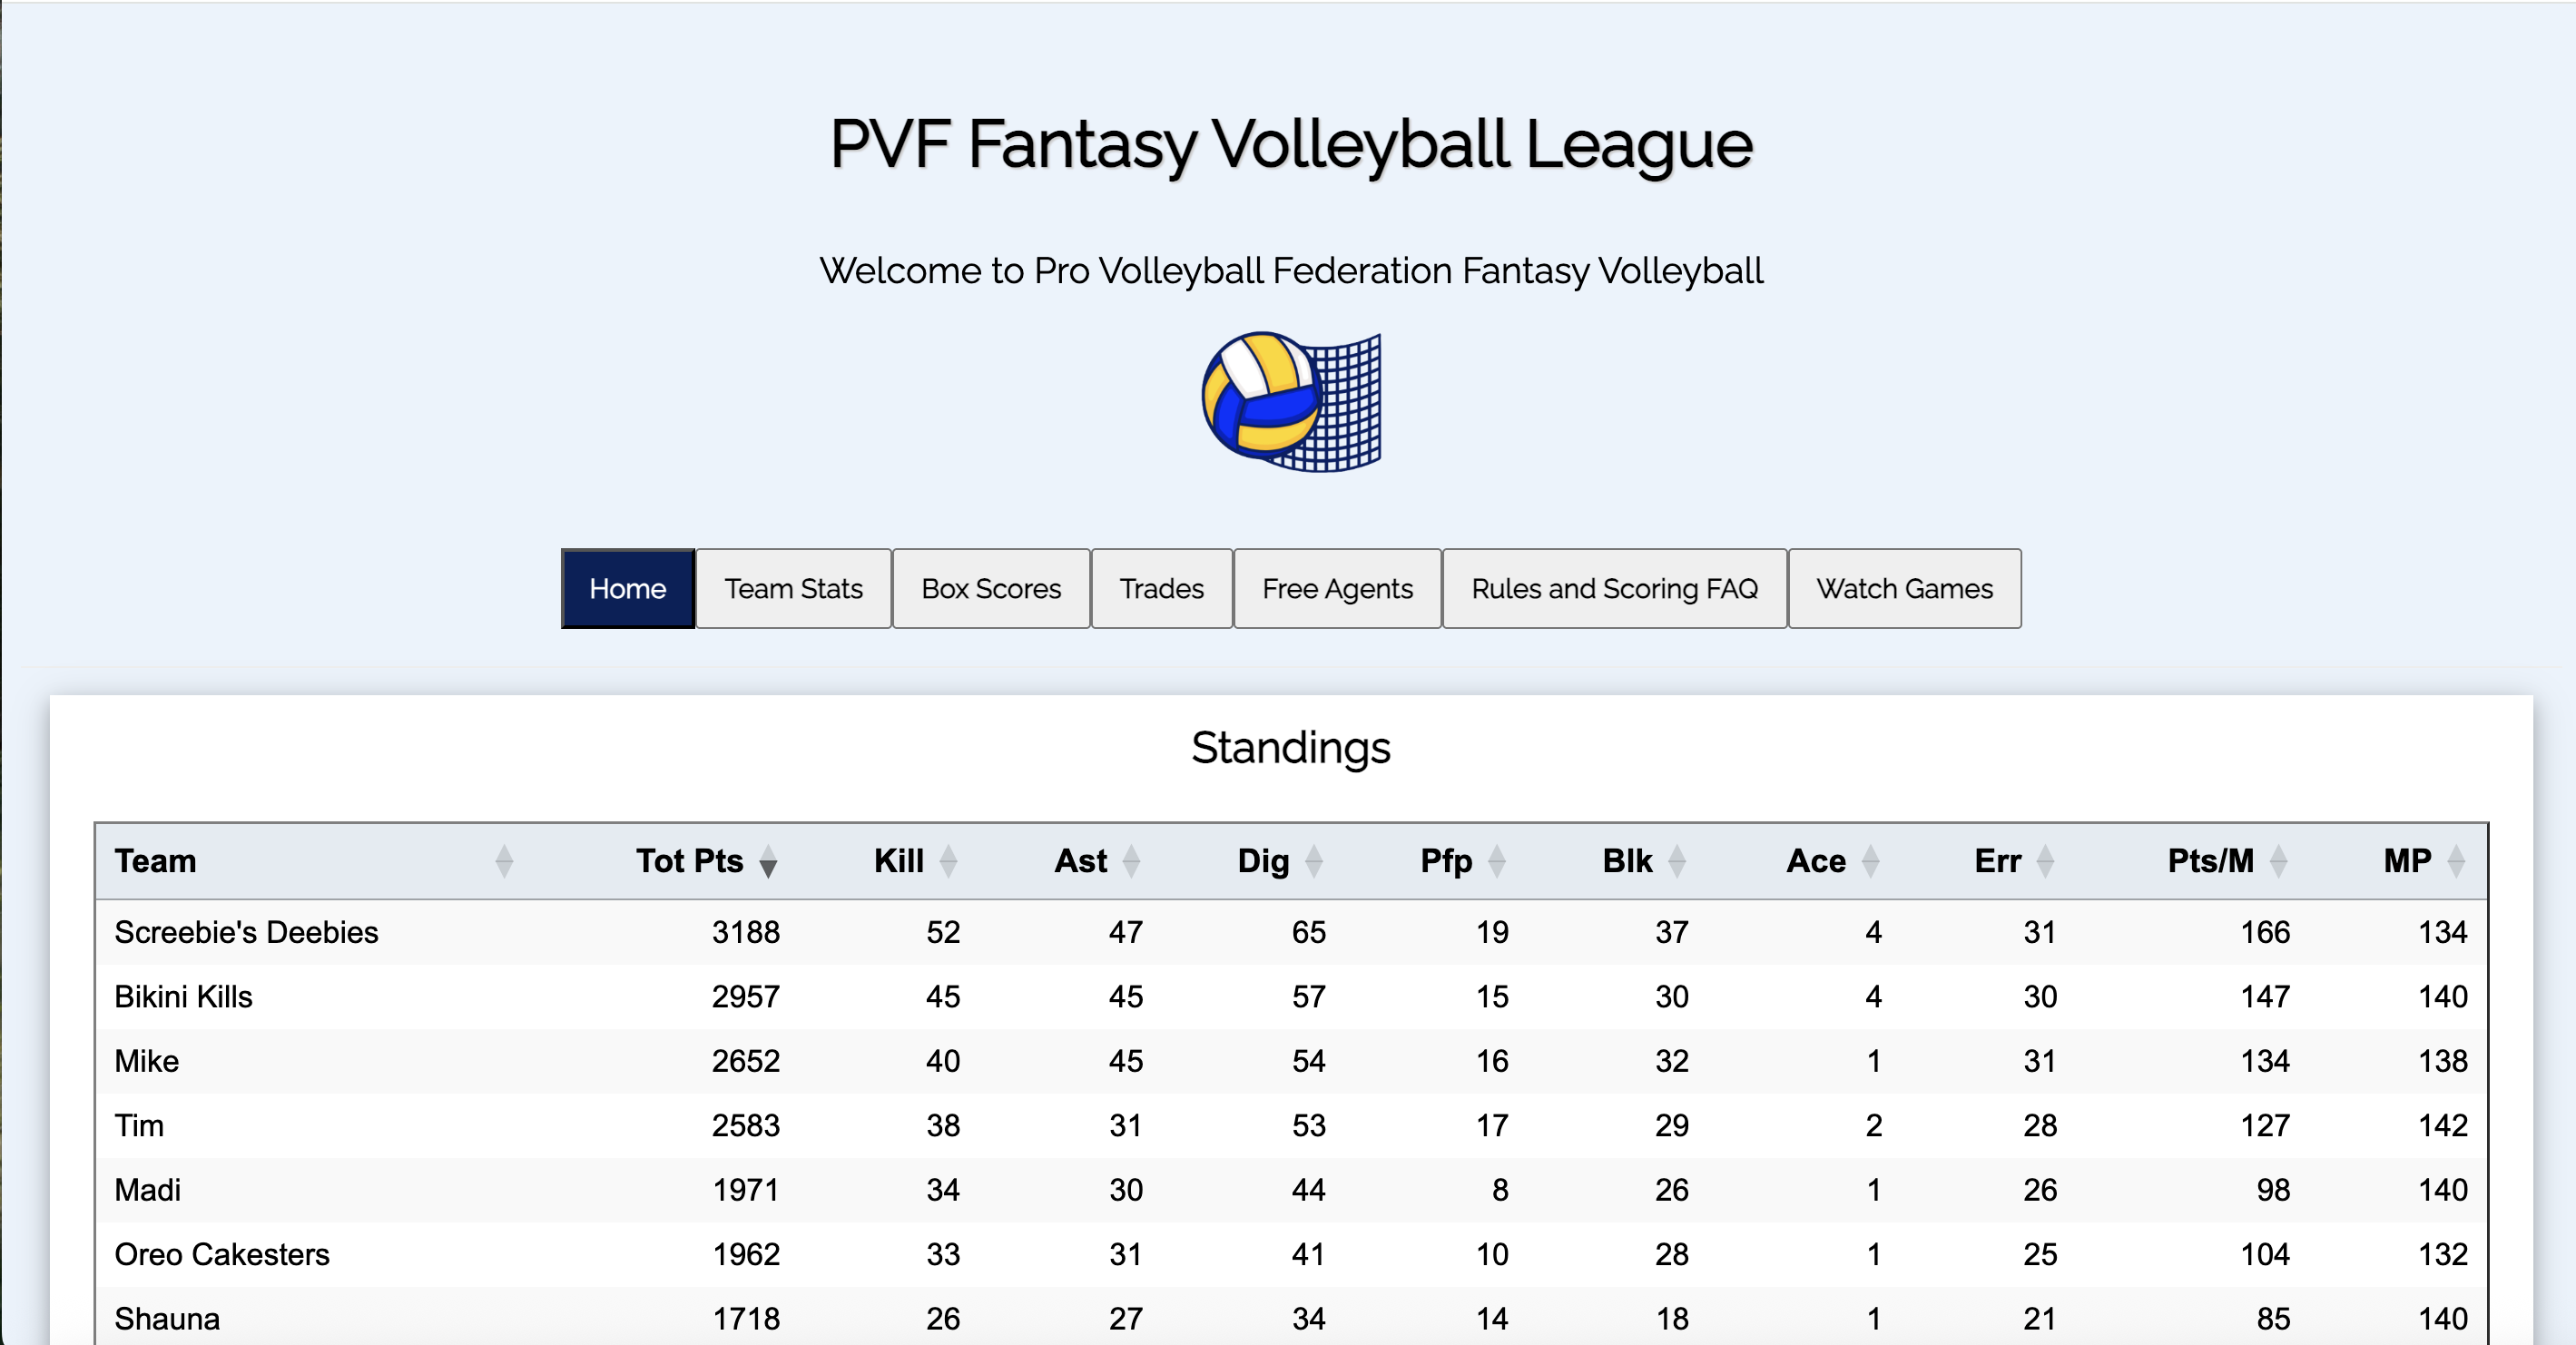 PVF Fantasy Volleyball League
Welcome to Pro Volleyball Federation Fantasy Volleyball
Home Team Stats Box Scores Trades Free Agents Rules and Scoring FAQ Watch Games
Standings
Team Tot Pts Kill Ast Dig Pfp Blk Ace Err Pts/M MP
Screebie's Deebies 3188 52 47 65 19 37 4 31 166 134
Bikini Kills 2957 45 45 57 15 30 4 30 147 140
Mike 2652 40 45 54 16 32 1 31 134 138
Tim 2583 38 31 53 17 29 2 28 127 142
Madi 1971 34 30 44 8 26 1 26 98 140
Oreo Cakesters 1962 33 31 41 10 28 1 25 104 132
Shauna 1718 26 27 34 14 18 1 21 85 140